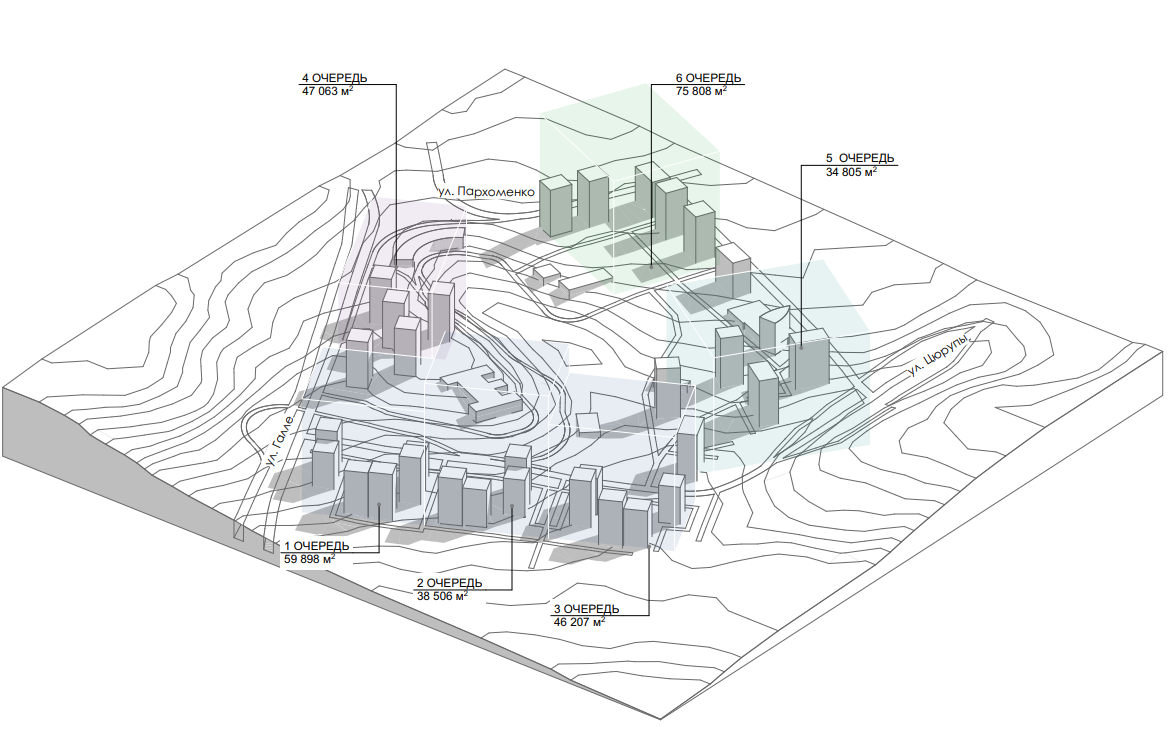 4 ОЧЕРЕДЬ
47 063 м²
6 ОЧЕРЕДЬ
75 808 м²
5 ОЧЕРЕДЬ
34 805 м²
ул. Пархоменко
ул. Цюрупы
ул. Галле
1 ОЧЕРЕДЬ
59 898 м²
2 ОЧЕРЕДЬ
38 506 м²
3 ОЧЕРЕДЬ
46 207 м²